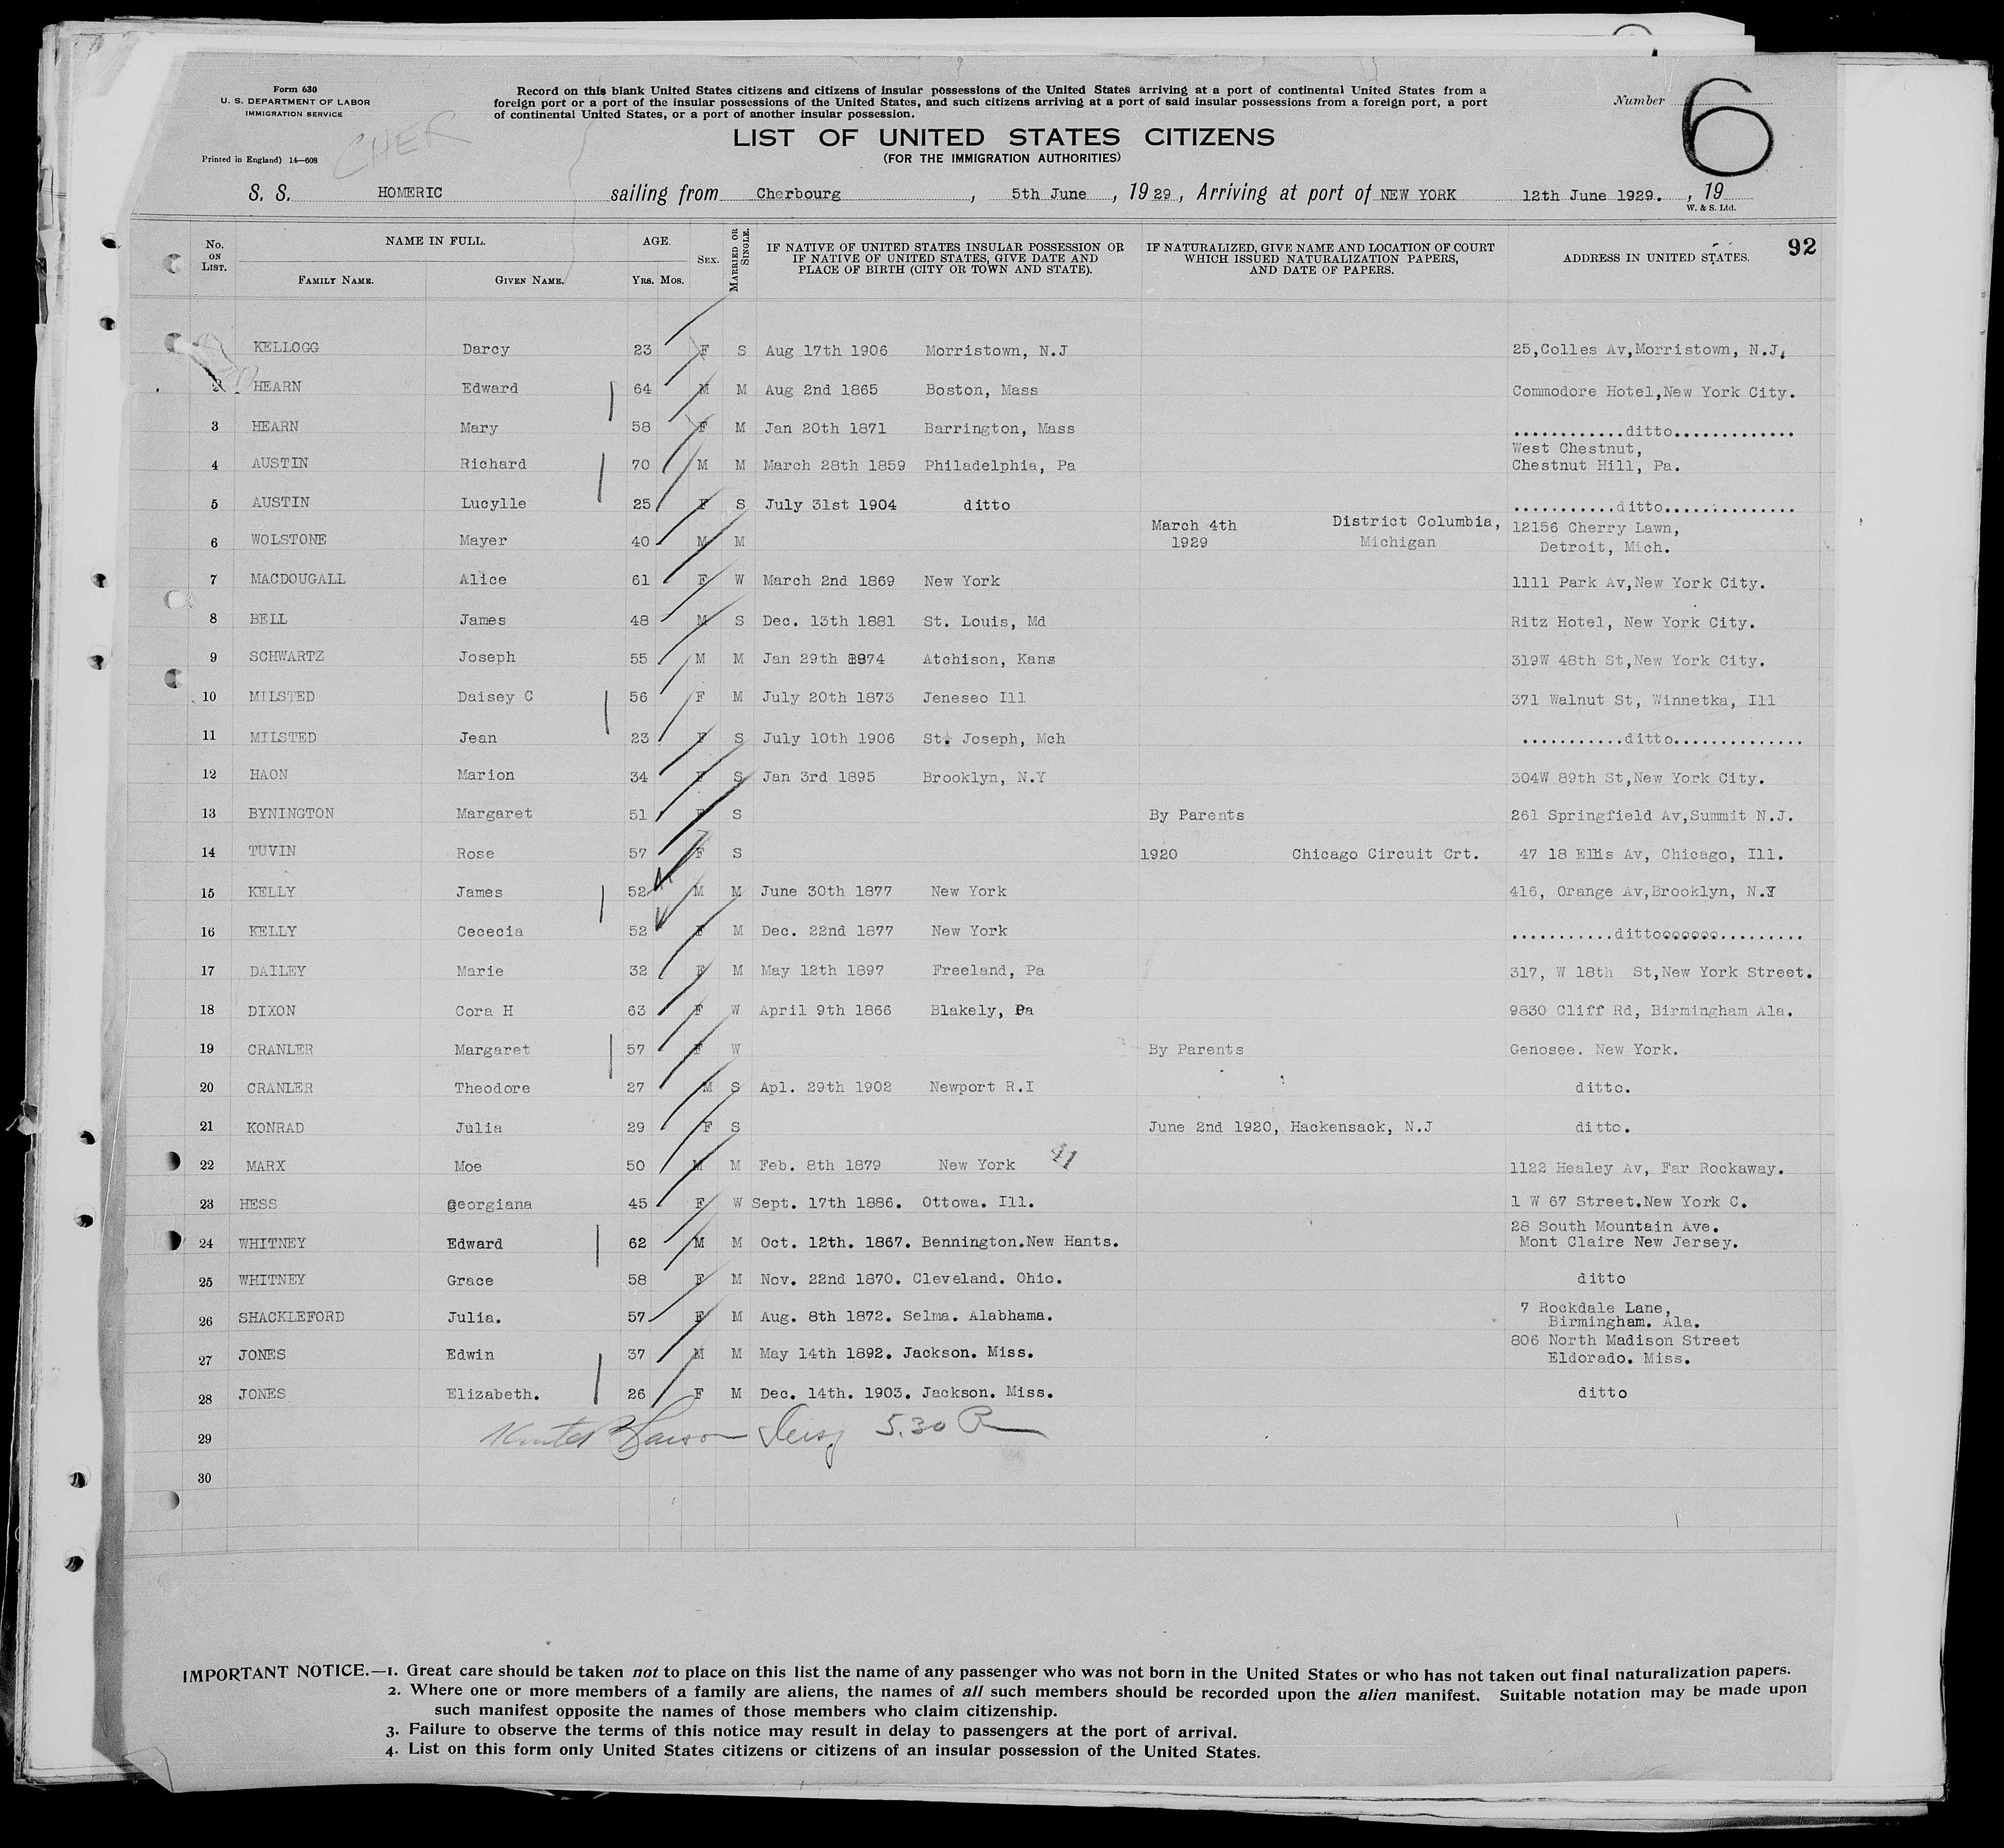 Form 630
U. S. DEPARTMENT OF LABOR
IMMIGRATION SERVICE
Printed in England) 14—608
CHER
Record on this blank United States citizens and citizens of insular possessions of the United States arriving at a port of continental United States from a
foreign port or a port of the insular possessions of the United States, and such citizens arriving at a port of said insular possessions from a foreign port, a port
of continental United States, or a port of another insular possession.
Number 6
LIST OF UNITED STATES CITIZENS
(FOR THE IMMIGRATION AUTHORITIES)
S. S. HOMERIC sailing from Cherbourg , 5th June , 19 29 , Arriving at port of NEW YORK 12th June 1929. , 19
W. & S. Ltd.
92
No. ON LIST. NAME IN FULL. FAMILY NAME. GIVEN NAME. AGE. YRS. MOS. SEX. MARRIED OR SINGLE. IF NATIVE OF UNITED STATES INSULAR POSSESSION OR IF NATIVE OF UNITED STATES, GIVE DATE AND PLACE OF BIRTH (CITY OR TOWN AND STATE). IF NATURALIZED, GIVE NAME AND LOCATION OF COURT WHICH ISSUED NATURALIZATION PAPERS, AND DATE OF PAPERS. ADDRESS IN UNITED STATES.
KELLOGG Darcy 23 F S Aug 17th 1906 Morristown, N.J 25,Colles Av,Morristown, N.J.
2 HEARN Edward 64 M M Aug 2nd 1865 Boston, Mass Commodore Hotel,New York City.
3 HEARN Mary 58 F M Jan 20th 1871 Barrington, Mass ............ditto.............
4 AUSTIN Richard 70 M M March 28th 1859 Philadelphia, Pa West Chestnut, Chestnut Hill, Pa.
5 AUSTIN Lucylle 25 F S July 31st 1904 ditto ...........ditto..............
6 WOLSTONE Mayer 40 M M March 4th 1929 District Columbia, Michigan 12156 Cherry Lawn, Detroit, Mich.
7 MACDOUGALL Alice 61 F W March 2nd 1869 New York 1111 Park Av,New York City.
8 BELL James 48 M S Dec. 13th 1881 St. Louis, Md Ritz Hotel, New York City.
9 SCHWARTZ Joseph 55 M M Jan 29th 1874 Atchison, Kans 319W 48th St,New York City.
10 MILSTED Daisey C 56 F M July 20th 1873 Jeneseo Ill 371 Walnut St, Winnetka, Ill
11 MILSTED Jean 23 F S July 10th 1906 St. Joseph, Mch ...........ditto..............
12 HAON Marion 34 F S Jan 3rd 1895 Brooklyn, N.Y 304W 89th St,New York City.
13 BYNINGTON Margaret 51 F S By Parents 261 Springfield Av,Summit N.J.
14 TUVIN Rose 57 F S 1920 Chicago Circuit Crt. 47 18 Ellis Av, Chicago, Ill.
15 KELLY James 52 M M June 30th 1877 New York 416, Orange Av,Brooklyn, N.Y
16 KELLY Cececia 52 F M Dec. 22nd 1877 New York ...........ditto..............
17 DAILEY Marie 32 F M May 12th 1897 Freeland, Pa 317, W 18th St,New York Street.
18 DIXON Cora H 63 F W April 9th 1866 Blakely, Pa 9830 Cliff Rd, Birmingham Ala.
19 CRANLER Margaret 57 F W By Parents Genosee. New York.
20 CRANLER Theodore 27 M S Apl. 29th 1902 Newport R.I ditto.
21 KONRAD Julia 29 F S June 2nd 1920, Hackensack, N.J ditto.
22 MARX Moe 50 M M Feb. 8th 1879 New York 41 1122 Healey Av, Far Rockaway.
23 HESS Georgiana 45 F W Sept. 17th 1886. Ottowa. Ill. 1 W 67 Street.New York C.
24 WHITNEY Edward 62 M M Oct. 12th. 1867. Bennington.New Hants. 28 South Mountain Ave. Mont Claire New Jersey.
25 WHITNEY Grace 58 F M Nov. 22nd 1870. Cleveland. Ohio. ditto
26 SHACKLEFORD Julia. 57 F M Aug. 8th 1872. Selma. Alabhama. 7 Rockdale Lane, Birmingham. Ala.
27 JONES Edwin 37 M M May 14th 1892. Jackson. Miss. 806 North Madison Street Eldorado. Miss.
28 JONES Elizabeth. 26 F M Dec. 14th. 1903. Jackson. Miss. ditto
29 5.30 P
30
IMPORTANT NOTICE.—1. Great care should be taken not to place on this list the name of any passenger who was not born in the United States or who has not taken out final naturalization papers.
2. Where one or more members of a family are aliens, the names of all such members should be recorded upon the alien manifest. Suitable notation may be made upon
such manifest opposite the names of those members who claim citizenship.
3. Failure to observe the terms of this notice may result in delay to passengers at the port of arrival.
4. List on this form only United States citizens or citizens of an insular possession of the United States.